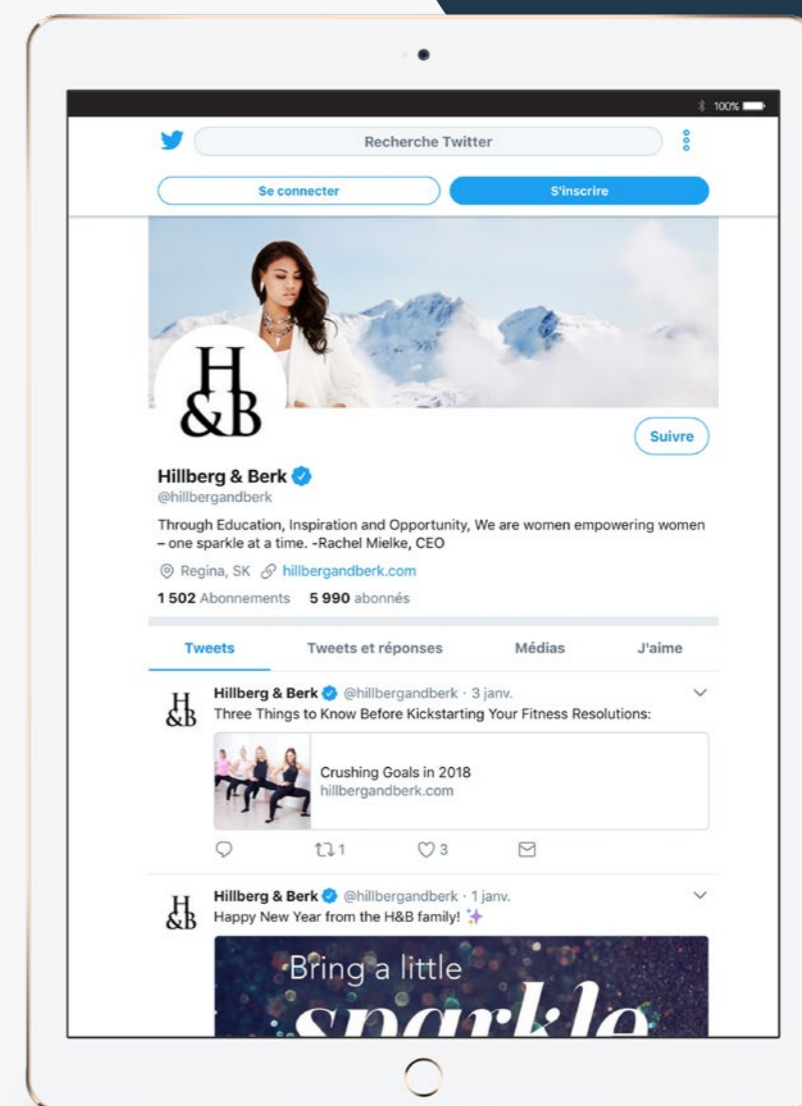 100%
Recherche Twitter
Se connecter
S'inscrire
H
&B
Suivre
Hillberg & Berk
@hillbergandberk
Through Education, Inspiration and Opportunity, We are women empowering women
– one sparkle at a time. -Rachel Mielke, CEO
Regina, SK hillbergandberk.com
1 502 Abonnements 5 990 abonnés
Tweets Tweets et réponses Médias J'aime
H
&B
Hillberg & Berk @hillbergandberk · 3 janv.
Three Things to Know Before Kickstarting Your Fitness Resolutions:
Crushing Goals in 2018
hillbergandberk.com
1 3
H
&B
Hillberg & Berk @hillbergandberk · 1 janv.
Happy New Year from the H&B family! ✨
Bring a little
sparkle